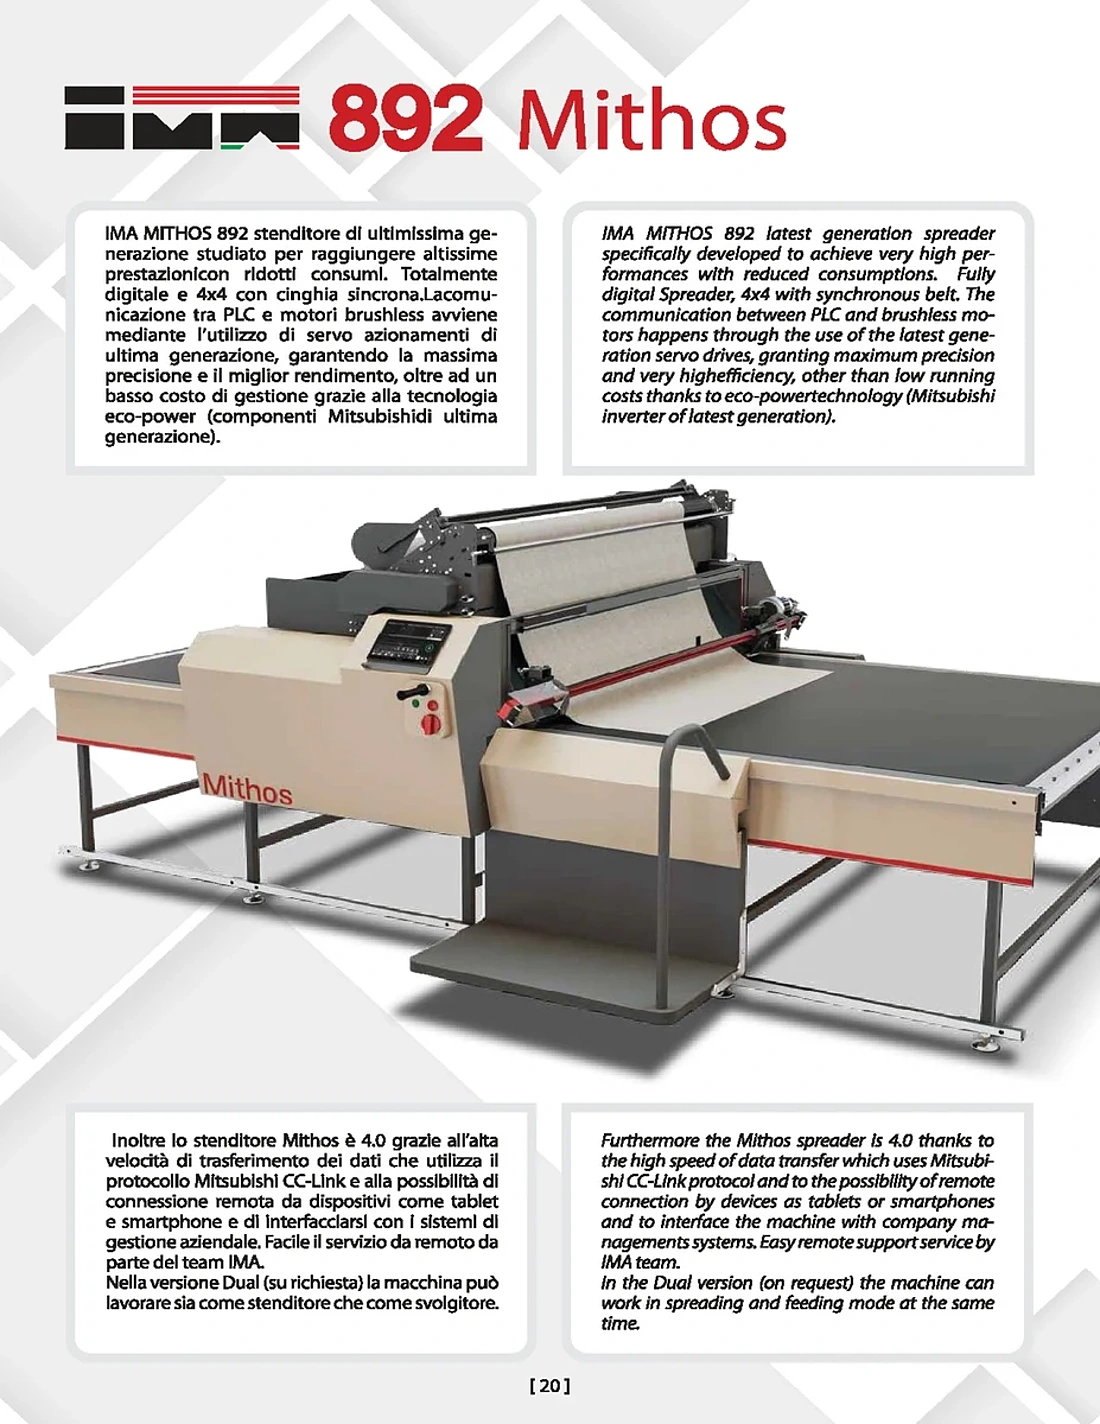 IMA 892 Mithos
IMA MITHOS 892 stenditore di ultimissima ge-
nerazione studiato per raggiungere altissime
prestazionicon ridotti consumi. Totalmente
digitale e 4x4 con cinghia sincrona.Lacomu-
nicazione tra PLC e motori brushless avviene
mediante l'utilizzo di servo azionamenti di
ultima generazione, garantendo la massima
precisione e il miglior rendimento, oltre ad un
basso costo di gestione grazie alla tecnologia
eco-power (componenti Mitsubishidi ultima
generazione).
IMA MITHOS 892 latest generation spreader
specifically developed to achieve very high per-
formances with reduced consumptions. Fully
digital Spreader, 4x4 with synchronous belt. The
communication between PLC and brushless mo-
tors happens through the use of the latest gene-
ration servo drives, granting maximum precision
and very highefficiency, other than low running
costs thanks to eco-powertechnology (Mitsubishi
inverter of latest generation).
Mithos
Inoltre lo stenditore Mithos è 4.0 grazie all'alta
velocità di trasferimento dei dati che utilizza il
protocollo Mitsubishi CC-Link e alla possibilità di
connessione remota da dispositivi come tablet
e smartphone e di interfacciarsi con i sistemi di
gestione aziendale. Facile il servizio da remoto da
parte del team IMA.
Nella versione Dual (su richiesta) la macchina può
lavorare sia come stenditore che come svolgitore.
Furthermore the Mithos spreader is 4.0 thanks to
the high speed of data transfer which uses Mitsubi-
shi CC-Link protocol and to the possibility of remote
connection by devices as tablets or smartphones
and to interface the machine with company ma-
nagements systems. Easy remote support service by
IMA team.
In the Dual version (on request) the machine can
work in spreading and feeding mode at the same
time.
[ 20 ]